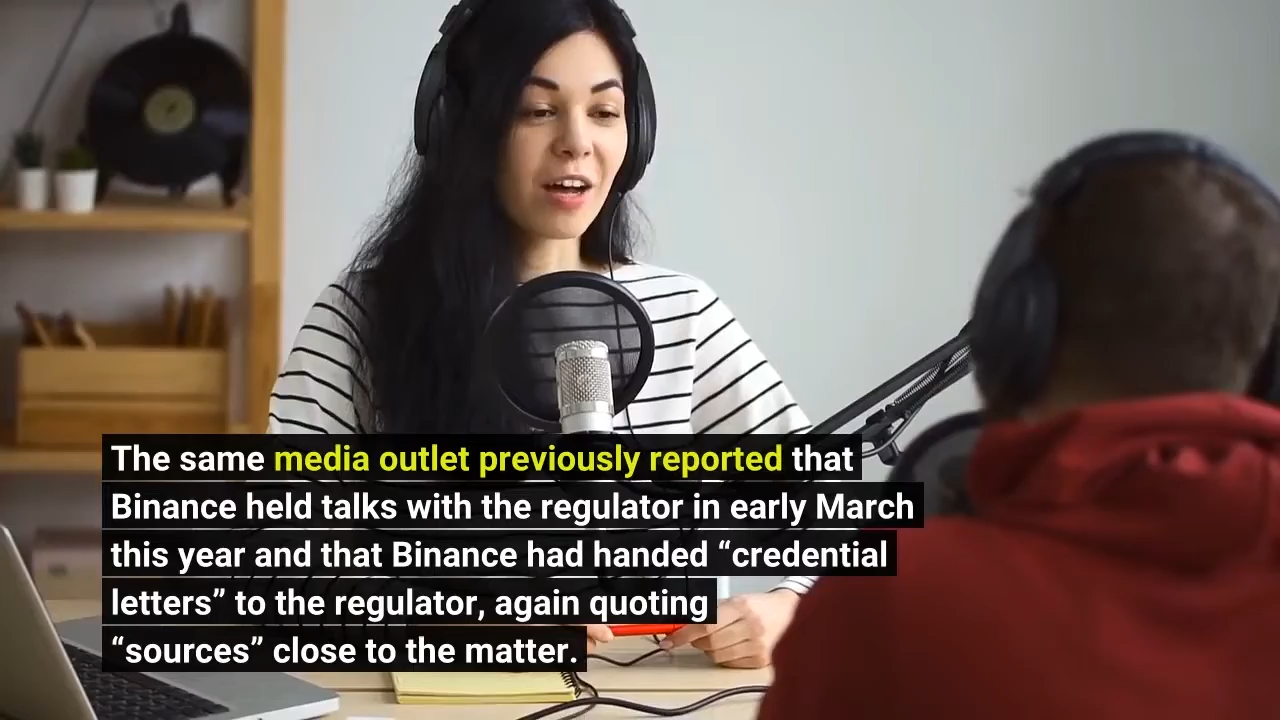 The same media outlet previously reported that
Binance held talks with the regulator in early March
this year and that Binance had handed “credential
letters” to the regulator, again quoting
“sources” close to the matter.